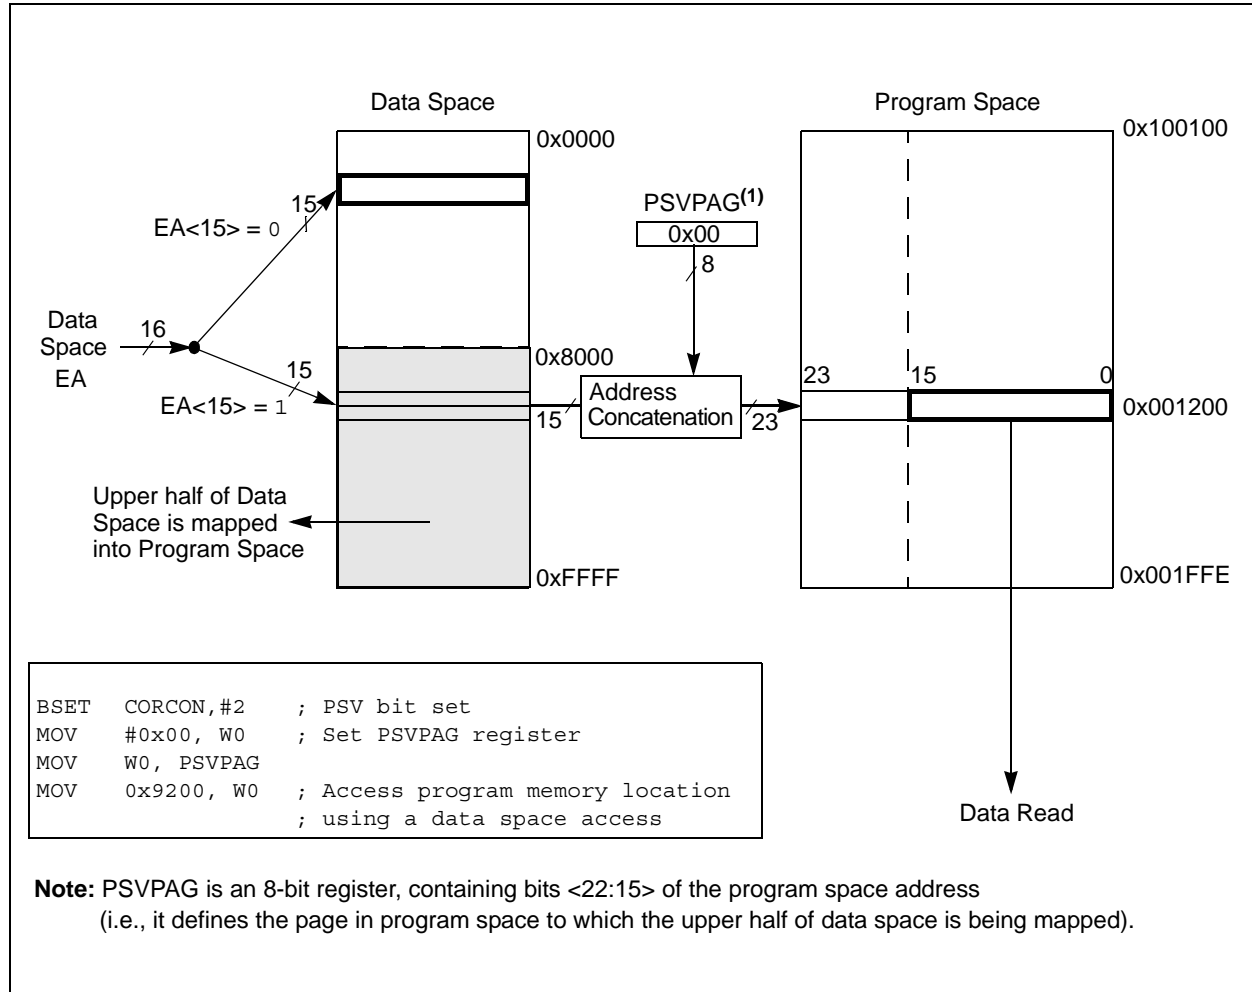 Data Space
Program Space
0x0000
0x100100
15
EA<15> = 0
PSVPAG(1)
0x00
8
Data
Space
EA
16
0x8000
15
EA<15> = 1
15
Address
Concatenation
23
23
15
0
0x001200
Upper half of Data
Space is mapped
into Program Space
0xFFFF
0x001FFE
BSET CORCON,#2 ; PSV bit set
MOV #0x00, W0 ; Set PSVPAG register
MOV W0, PSVPAG
MOV 0x9200, W0 ; Access program memory location
; using a data space access
Data Read
Note: PSVPAG is an 8-bit register, containing bits <22:15> of the program space address
(i.e., it defines the page in program space to which the upper half of data space is being mapped).